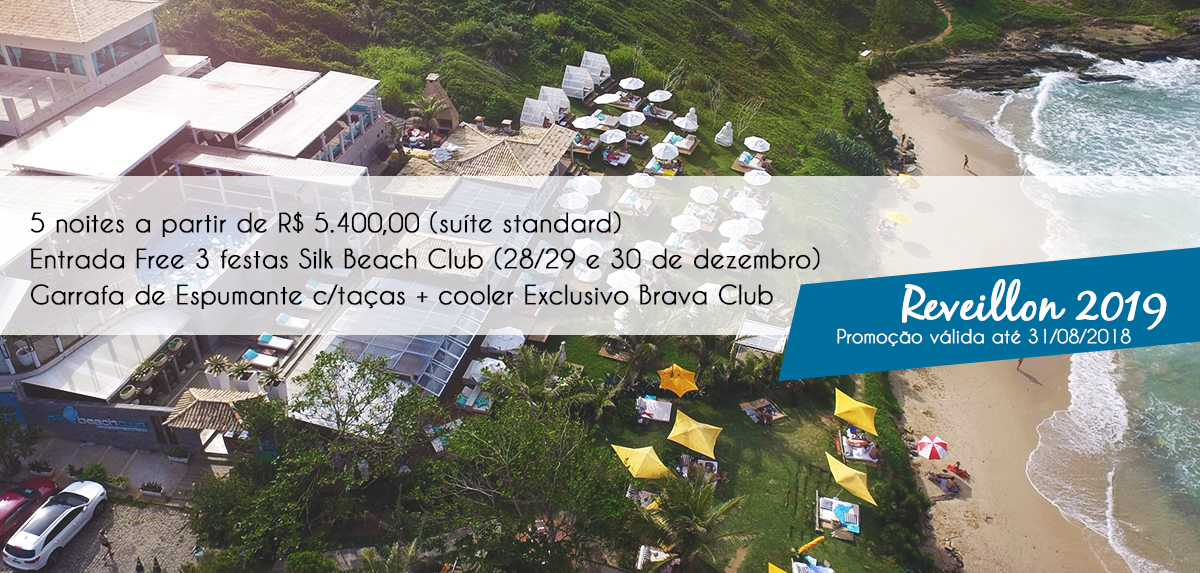 5 noites a partir de R$ 5.400,00 (suíte standard)
Entrada Free 3 festas Silk Beach Club (28/29 e 30 de dezembro)
Garrafa de Espumante c/taças + cooler Exclusivo Brava Club
Reveillon 2019
Promoção válida até 31/08/2018
beach